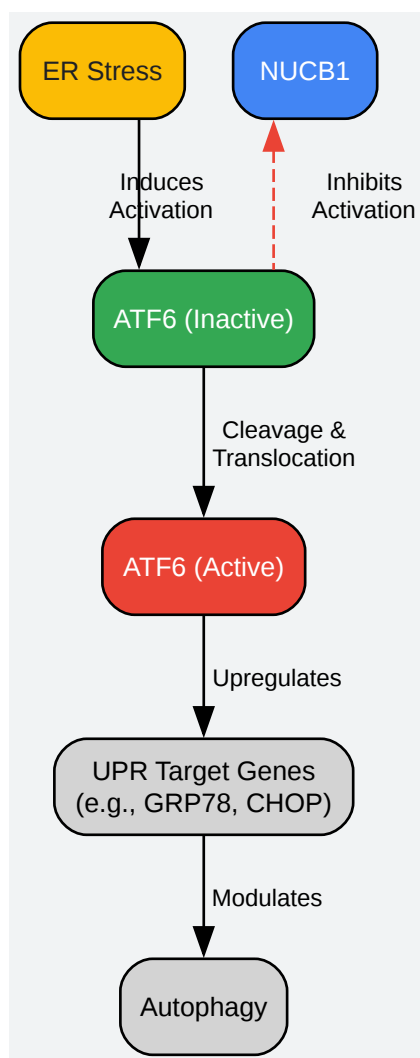 ER Stress
NUCB1
Induces
Activation
Inhibits
Activation
ATF6 (Inactive)
Cleavage &
Translocation
ATF6 (Active)
Upregulates
UPR Target Genes
(e.g., GRP78, CHOP)
Modulates
Autophagy